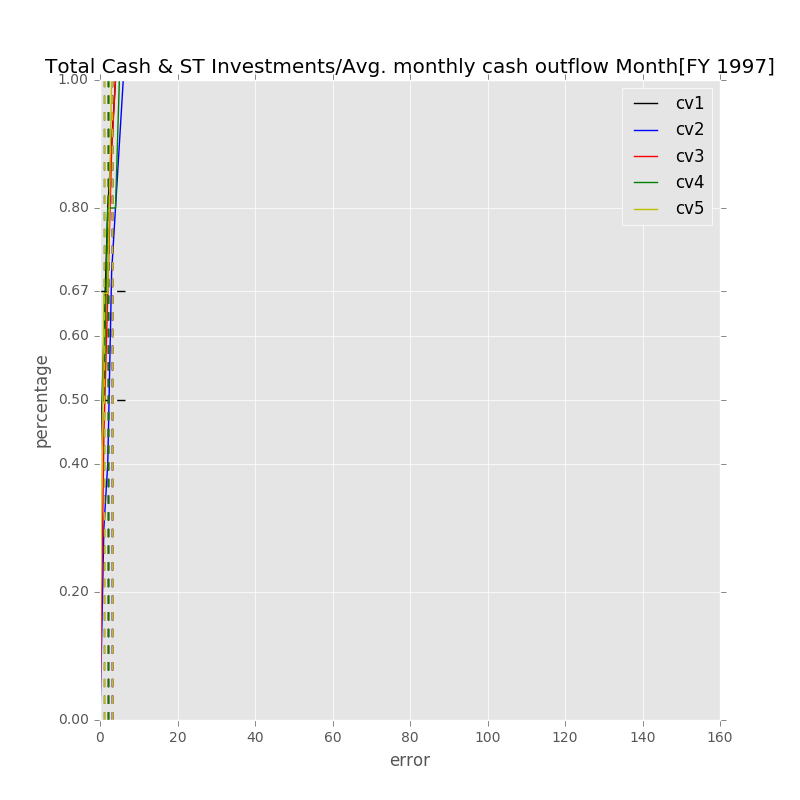 Total Cash & ST Investments/Avg. monthly cash outflow Month[FY 1997]
1.00
0.80
0.67
0.60
0.50
0.40
0.20
0.00
percentage
cv1
cv2
cv3
cv4
cv5
0 20 40 60 80 100 120 140 160
error